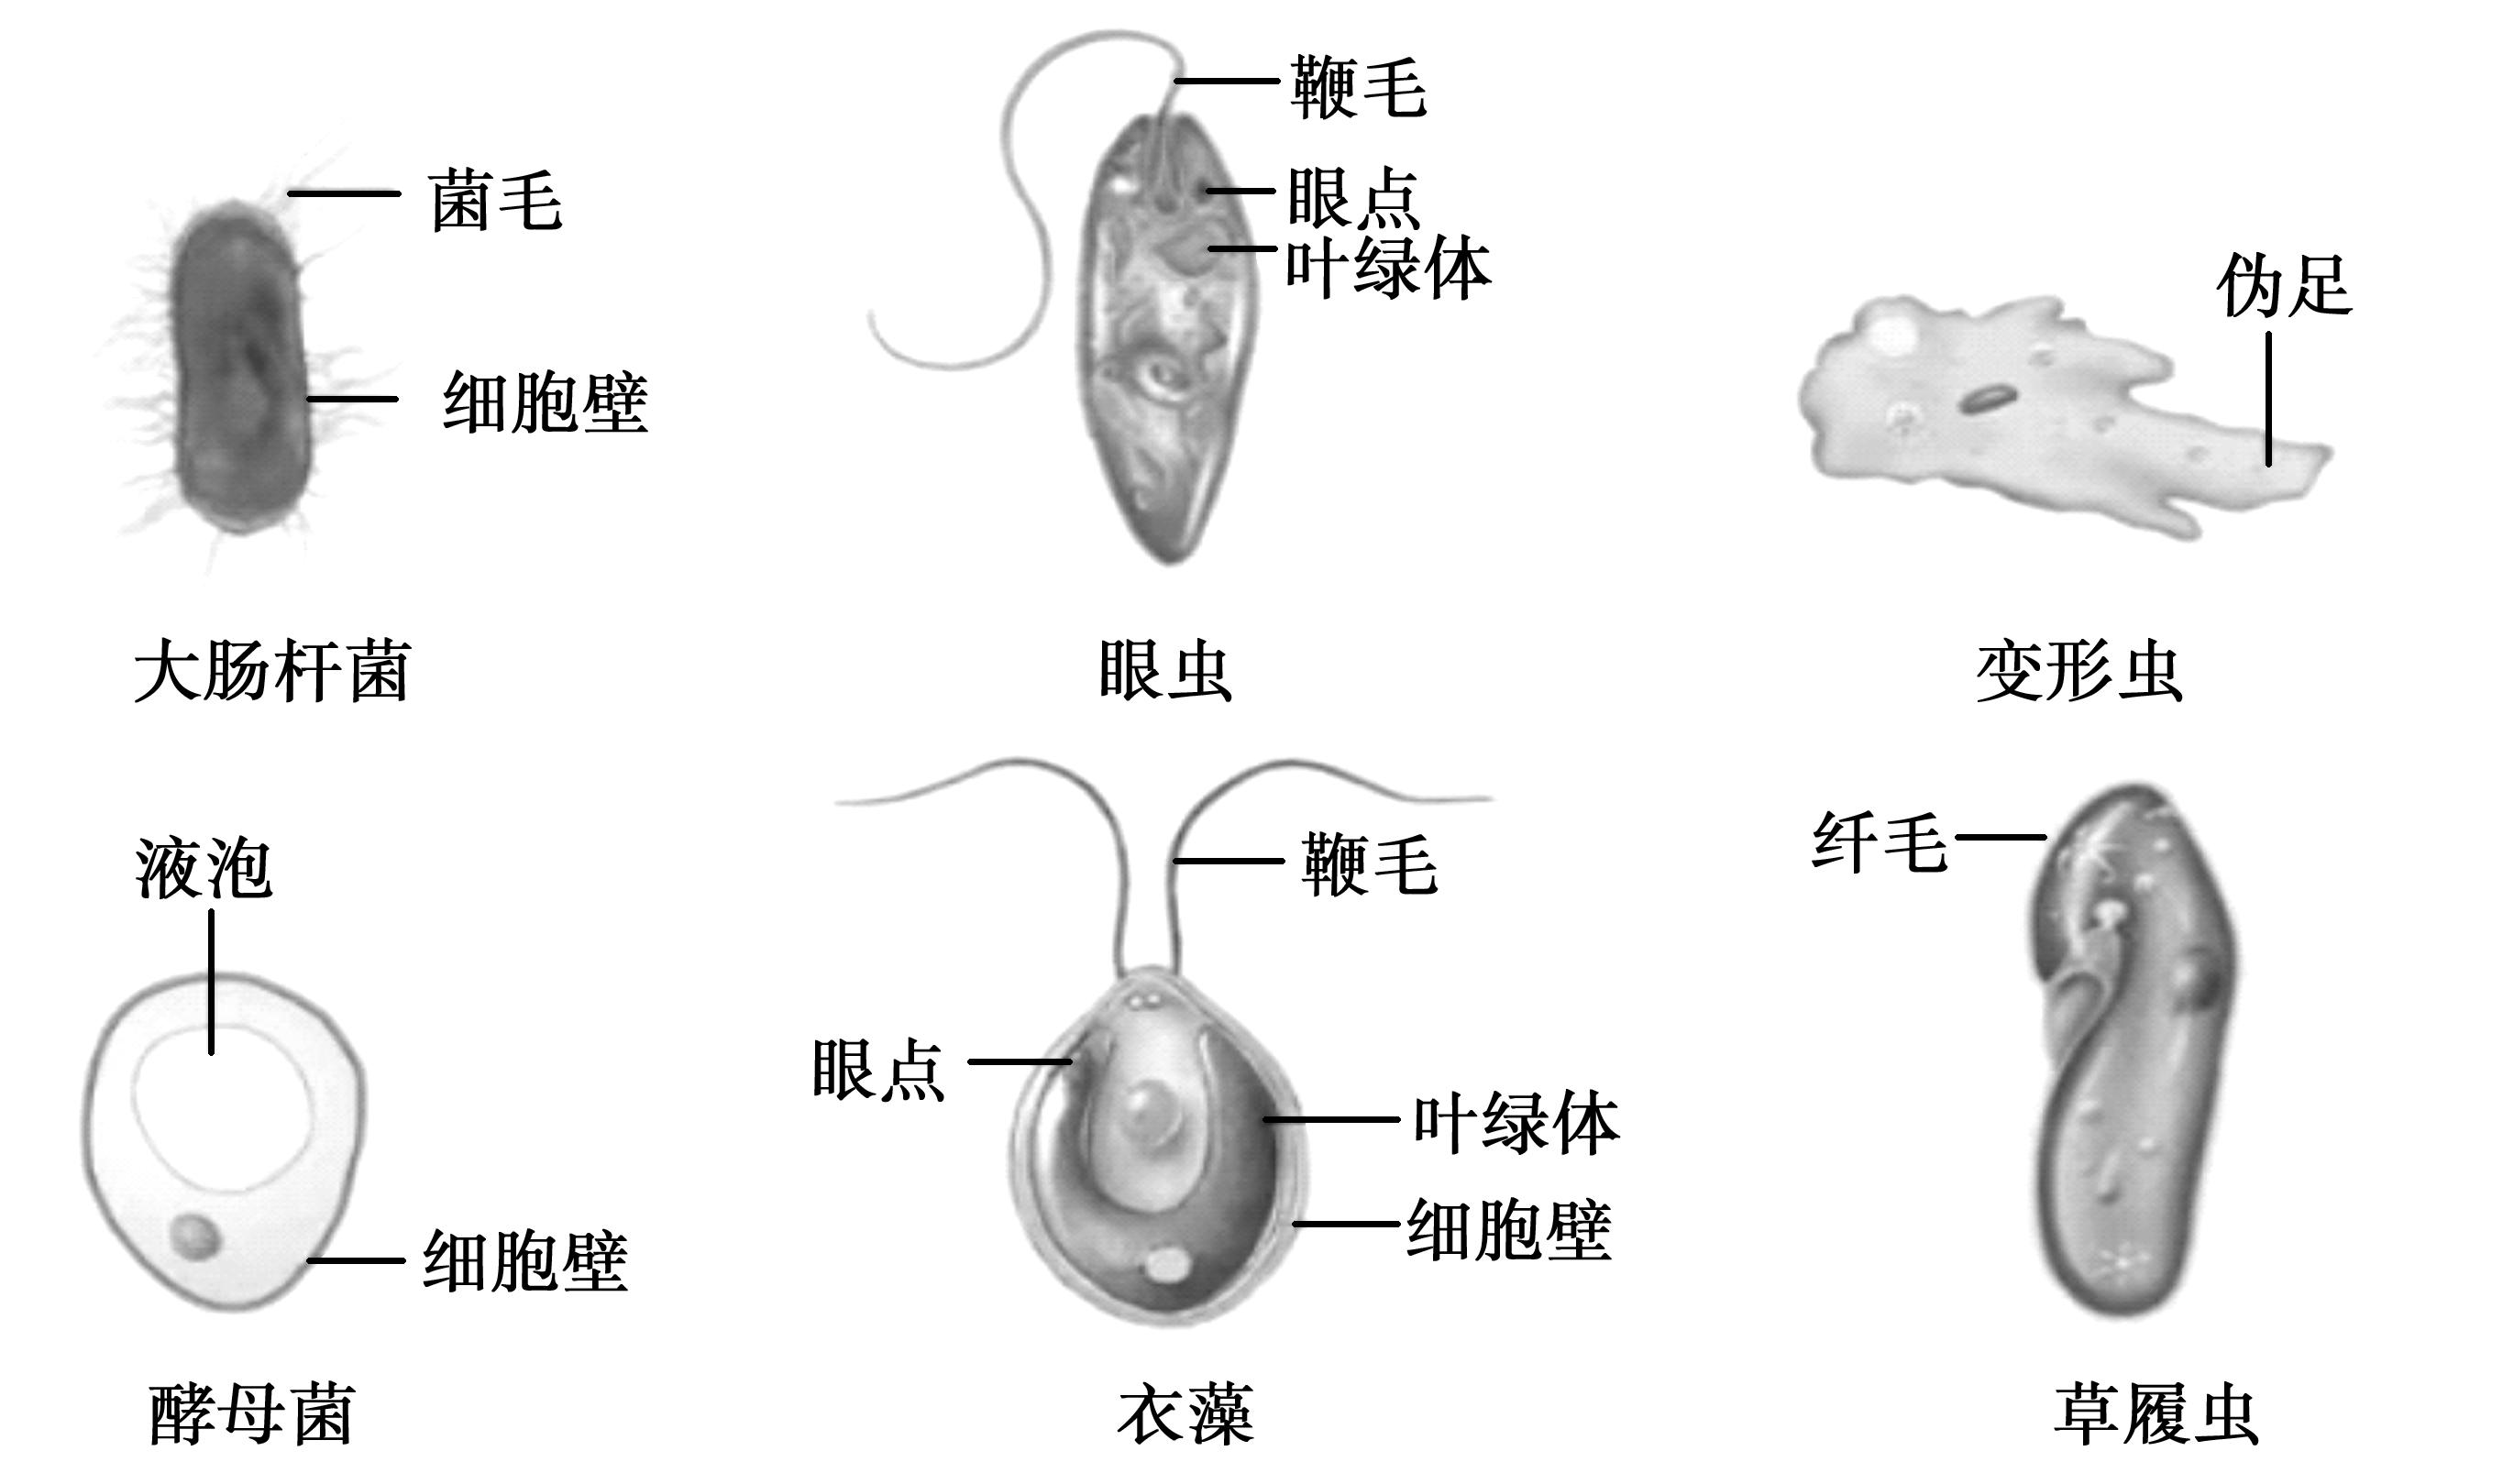 鞭毛
菌毛
眼点
叶绿体
伪足
细胞壁
大肠杆菌
眼虫
变形虫
液泡
鞭毛
纤毛
眼点
叶绿体
细胞壁
细胞壁
酵母菌
衣藻
草履虫